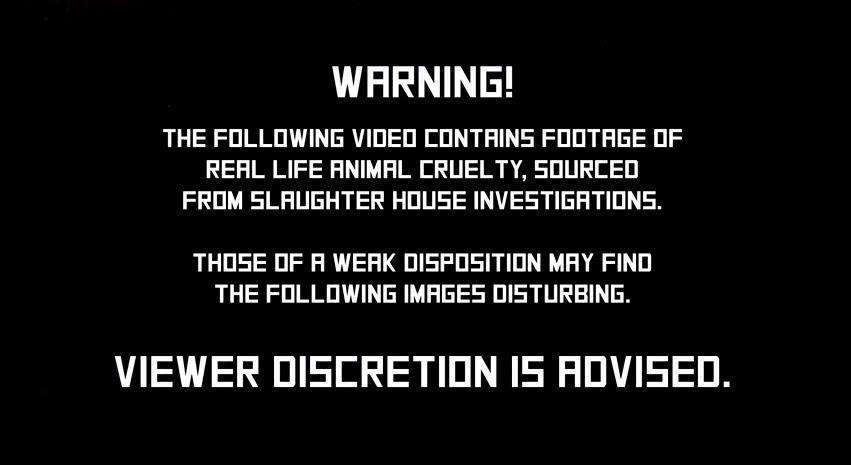 WARNING!
THE FOLLOWING VIDEO CONTAINS FOOTAGE OF
REAL LIFE ANIMAL CRUELTY, SOURCED
FROM SLAUGHTER HOUSE INVESTIGATIONS.
THOSE OF A WEAK DISPOSITION MAY FIND
THE FOLLOWING IMAGES DISTURBING.
VIEWER DISCRETION IS ADVISED.